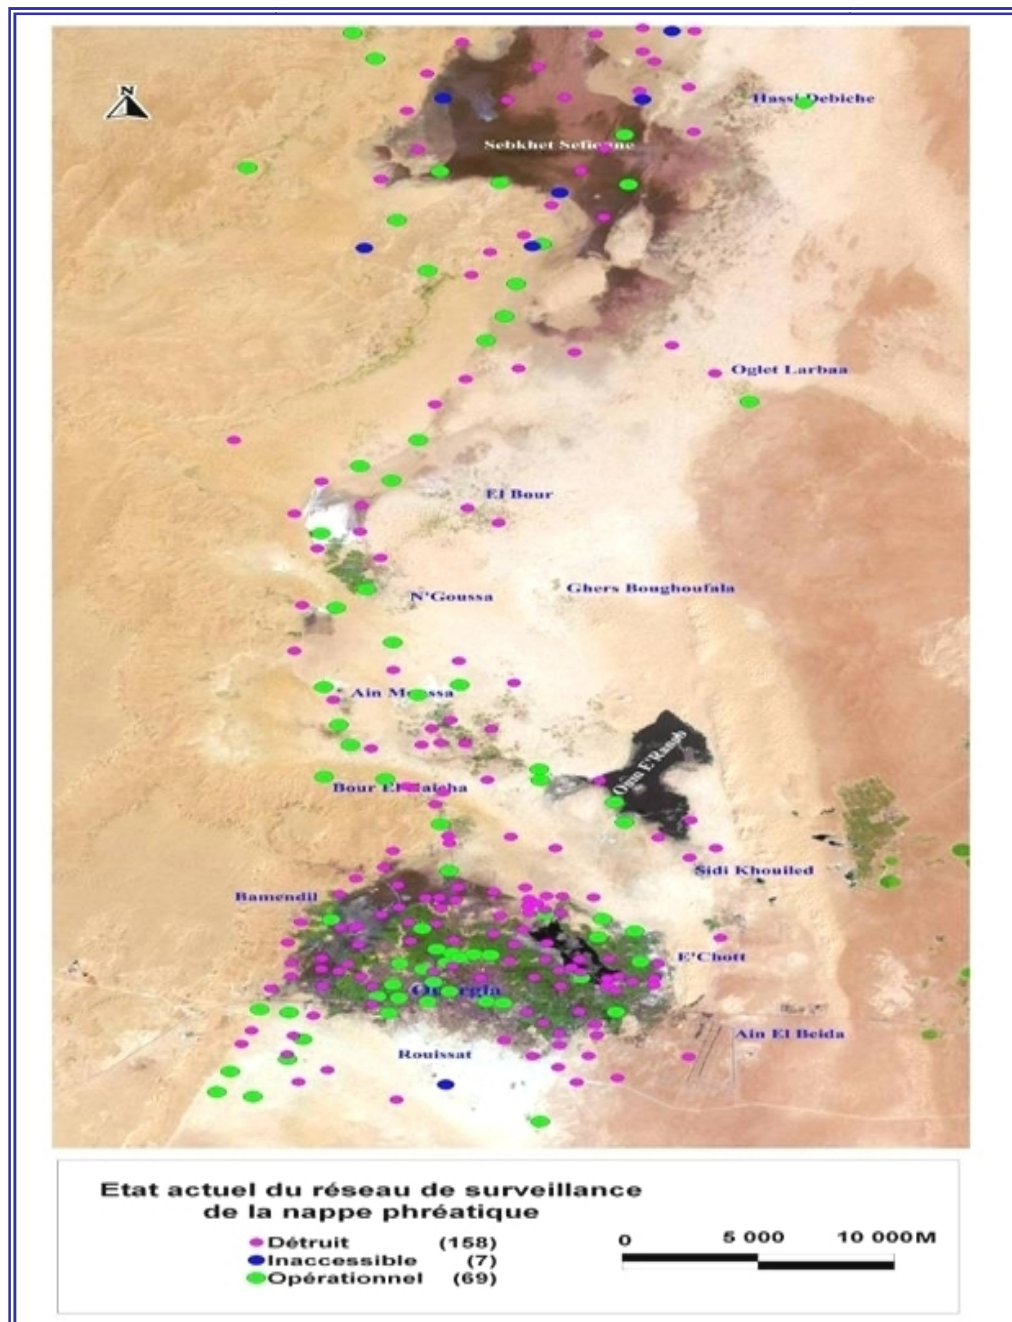 N
Hassi Debiche
Sebkhet Sefioune
Oglet Larbaa
El Bour
Ghers Boughoufala
N'Goussa
Ain Moussa
Oum E'Raneb
Bour El Haicha
Sidi Khouiled
Bamendil
E'Chott
Ouargla
Ain El Beida
Rouissat
Etat actuel du réseau de surveillance
de la nappe phréatique
Détruit (158)
Inaccessible (7)
Opérationnel (69)
0 5 000 10 000M